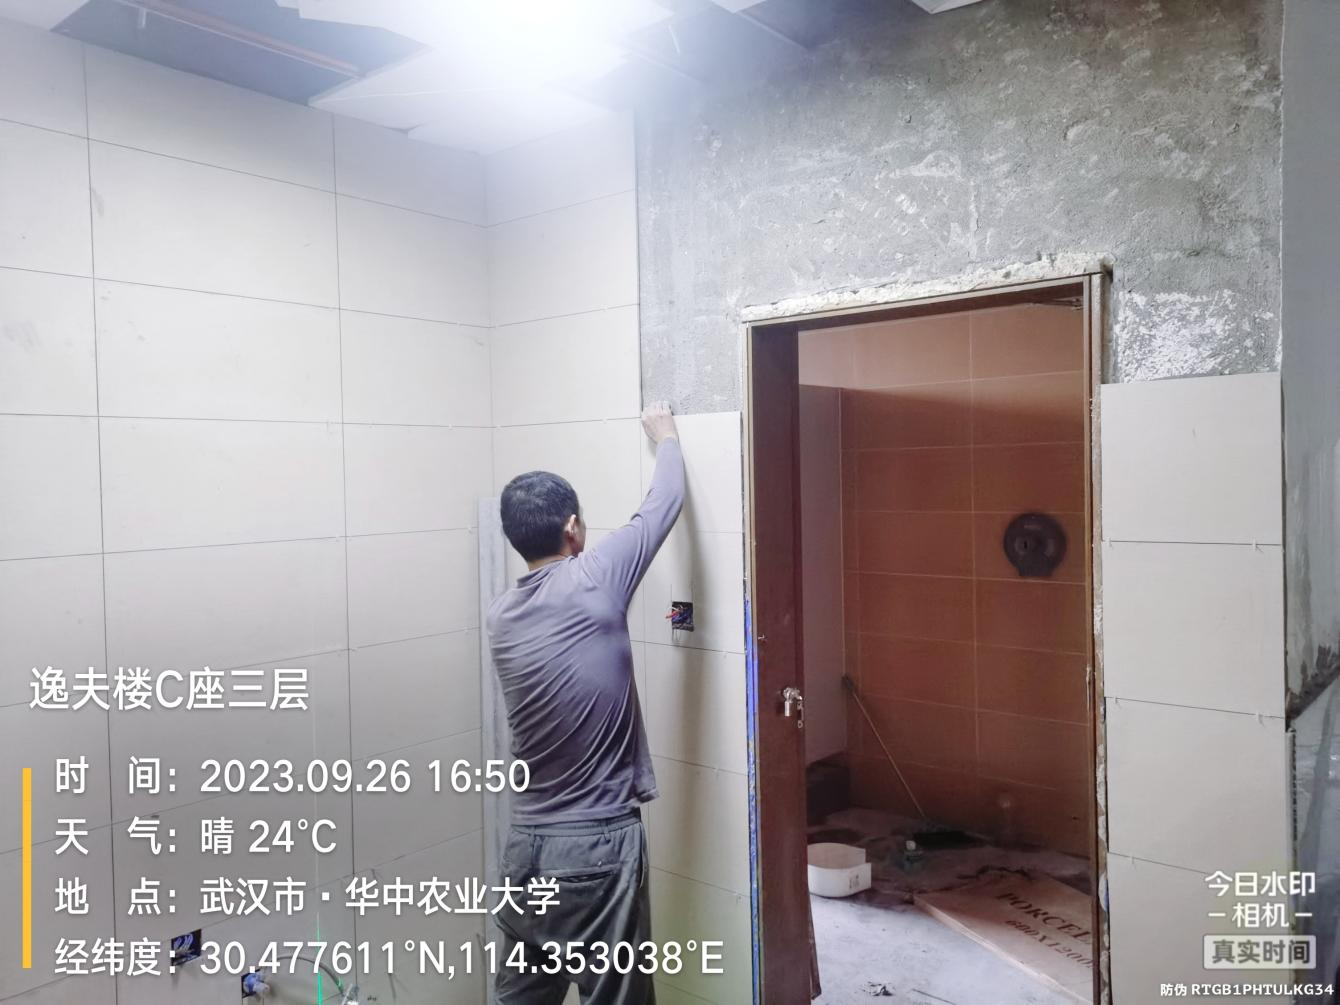 逸夫楼C座三层
时 间：2023.09.26 16:50
天 气：晴 24°C
地 点：武汉市·华中农业大学
经纬度：30.477611°N,114.353038°E
PORCEL
600X1200
今日水印
相机
真实时间
防伪 RTGB1PHTULKG34